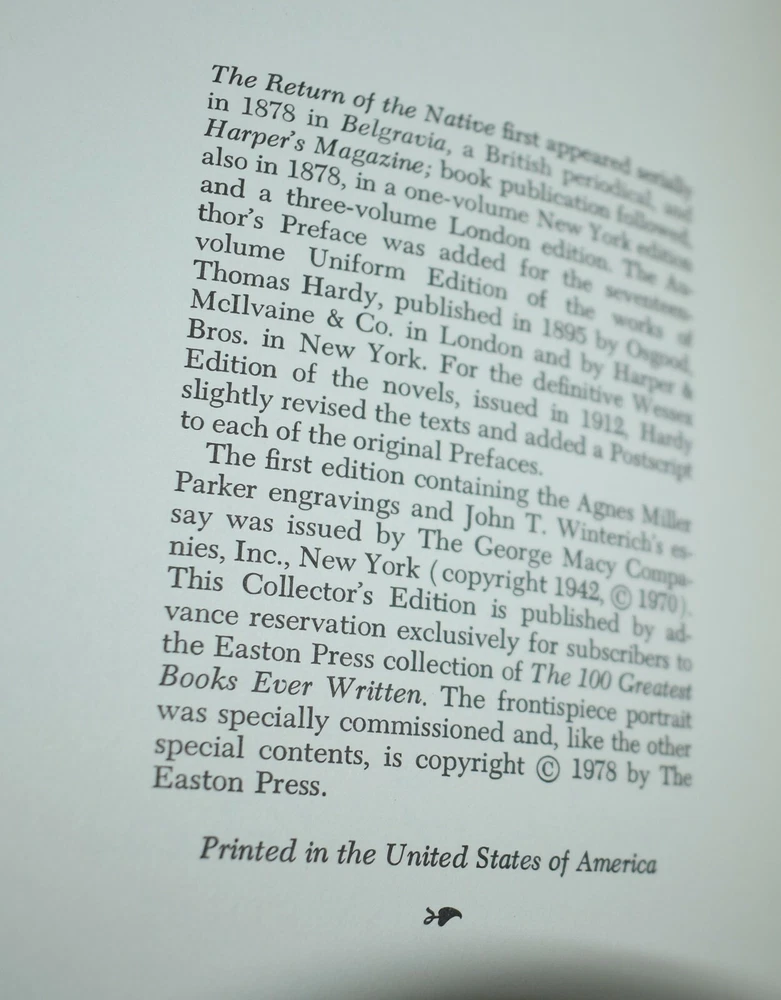 The Return of the Native first appeared serially
in 1878 in Belgravia, a British periodical, and
Harper's Magazine; book publication followed,
also in 1878, in a one-volume New York edition
and a three-volume London edition. The Au-
thor's Preface was added for the seventeen-
volume Uniform Edition of the works of
Thomas Hardy, published in 1895 by Osgood,
McIlvaine & Co. in London and by Harper &
Bros. in New York. For the definitive Wessex
Edition of the novels, issued in 1912, Hardy
slightly revised the texts and added a Postscript
to each of the original Prefaces.
The first edition containing the Agnes Miller
Parker engravings and John T. Winterich's es-
say was issued by The George Macy Compa-
nies, Inc., New York (copyright 1942, © 1970).
This Collector's Edition is published by ad-
vance reservation exclusively for subscribers to
the Easton Press collection of The 100 Greatest
Books Ever Written. The frontispiece portrait
was specially commissioned and, like the other
special contents, is copyright © 1978 by The
Easton Press.
Printed in the United States of America